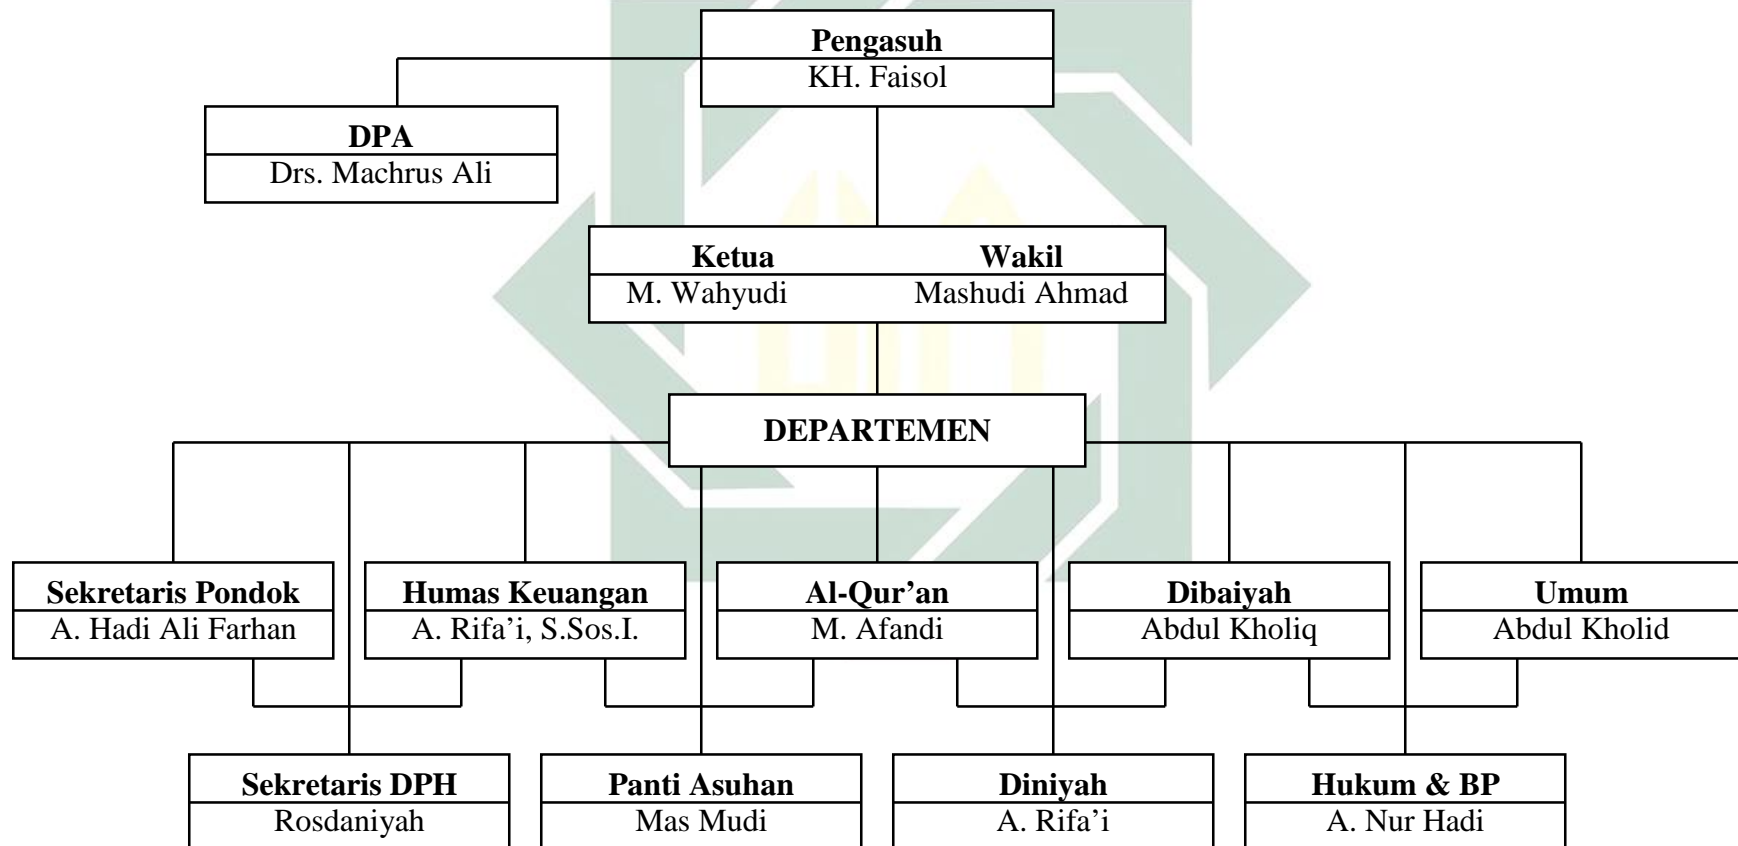 Pengasuh
KH. Faisol
DPA
Drs. Machrus Ali
Ketua Wakil
M. Wahyudi Mashudi Ahmad
DEPARTEMEN
Sekretaris Pondok
A. Hadi Ali Farhan
Humas Keuangan
A. Rifa’i, S.Sos.I.
Al-Qur’an
M. Afandi
Dibaiyah
Abdul Kholiq
Umum
Abdul Kholid
Sekretaris DPH
Rosdaniyah
Panti Asuhan
Mas Mudi
Diniyah
A. Rifa’i
Hukum & BP
A. Nur Hadi